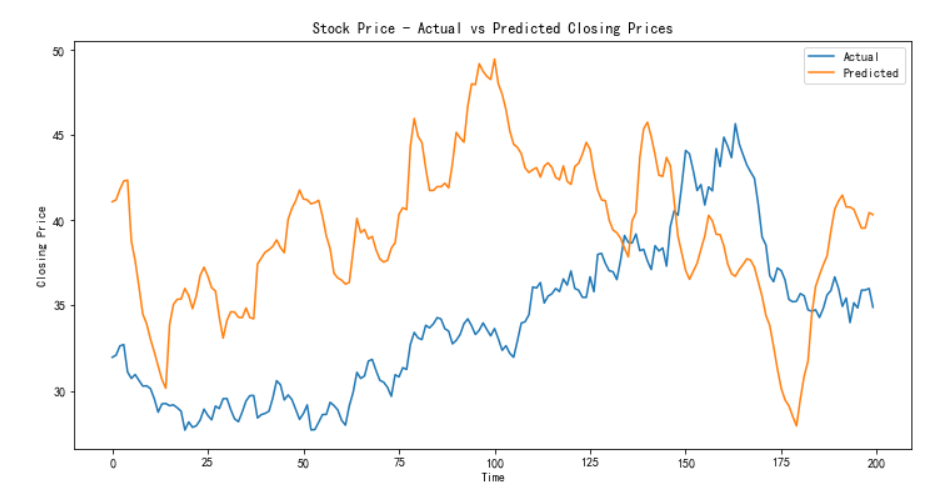 Stock Price - Actual vs Predicted Closing Prices
50
45
40
35
30
Closing Price
Actual
Predicted
0 25 50 75 100 125 150 175 200
Time